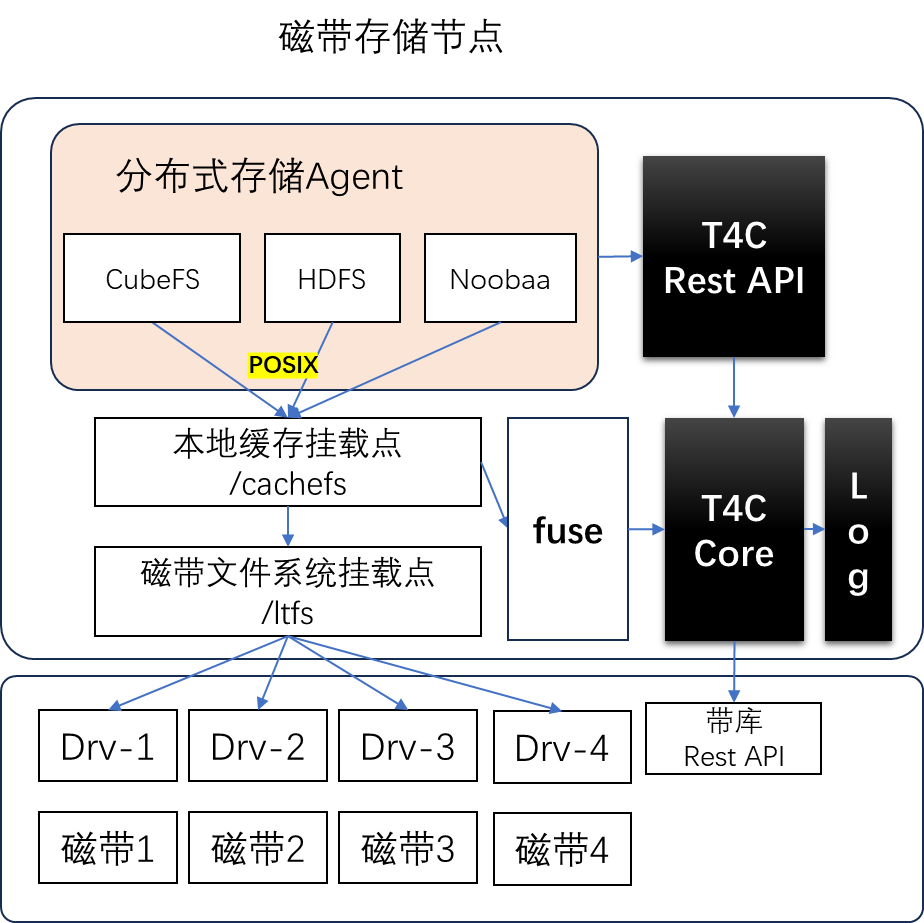 磁带存储节点
分布式存储Agent
CubeFS
HDFS
Noobaa
POSIX
T4C
Rest API
本地缓存挂载点
/cachefs
磁带文件系统挂载点
/ltfs
fuse
T4C
Core
L
o
g
Drv-1
Drv-2
Drv-3
Drv-4
带库
Rest API
磁带1
磁带2
磁带3
磁带4